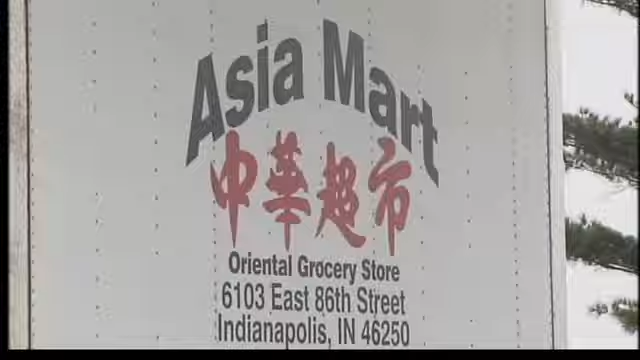 Asia Mart
中華超市
Oriental Grocery Store
6103 East 86th Street
Indianapolis, IN 46250